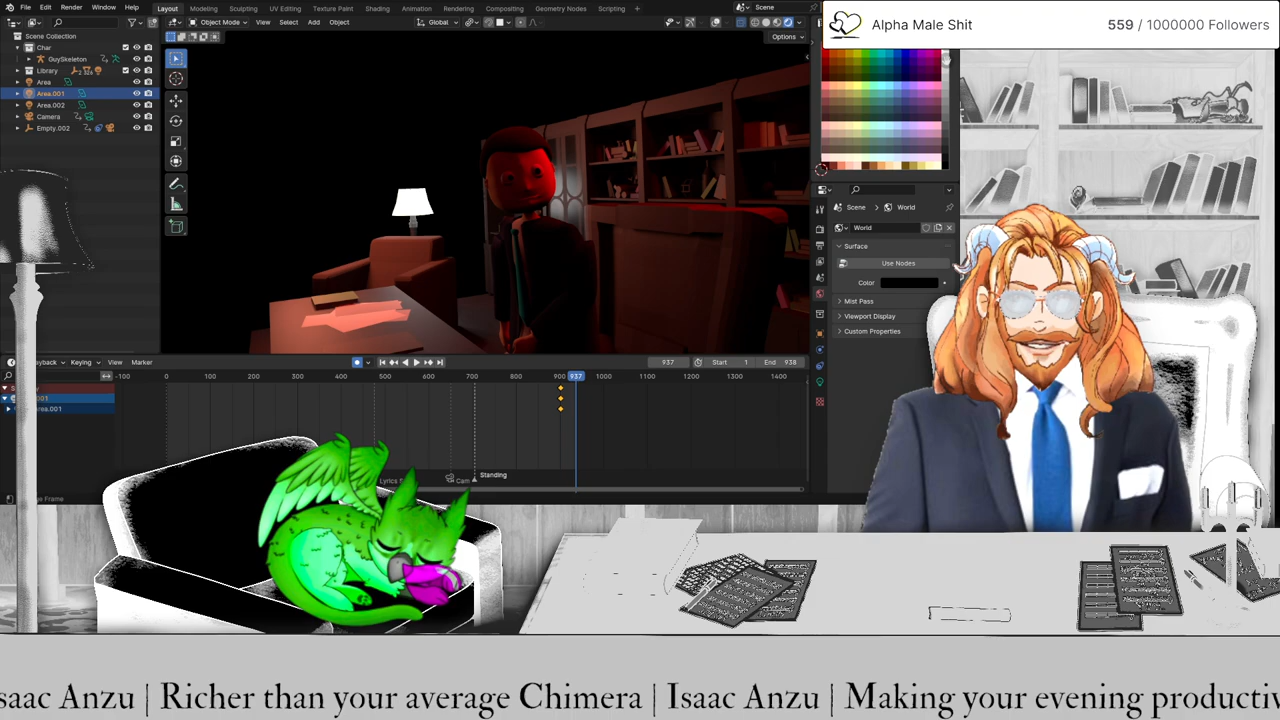 File Edit Render Window Help Layout Modeling Sculpting UV Editing Texture Paint Shading Animation Rendering Compositing Geometry Nodes Scripting Scene
Object Mode View Select Add Object Global
Options
Scene Collection
Char
GuySkeleton
Library
Area
Area.001
Area.002
Camera
Empty.002
Alpha Male Shit 559 / 1000000 Followers
Scene World
World
Surface
Use Nodes
Color
Mist Pass
Viewport Display
Custom Properties
Keying View Marker 937 Start 1 End 938
-100 0 100 200 300 400 500 600 700 800 900 937 1000 1100 1200 1300 1400
Standing
Lyrics
Cam
Isaac Anzu | Richer than your average Chimera | Isaac Anzu | Making your evening productiv